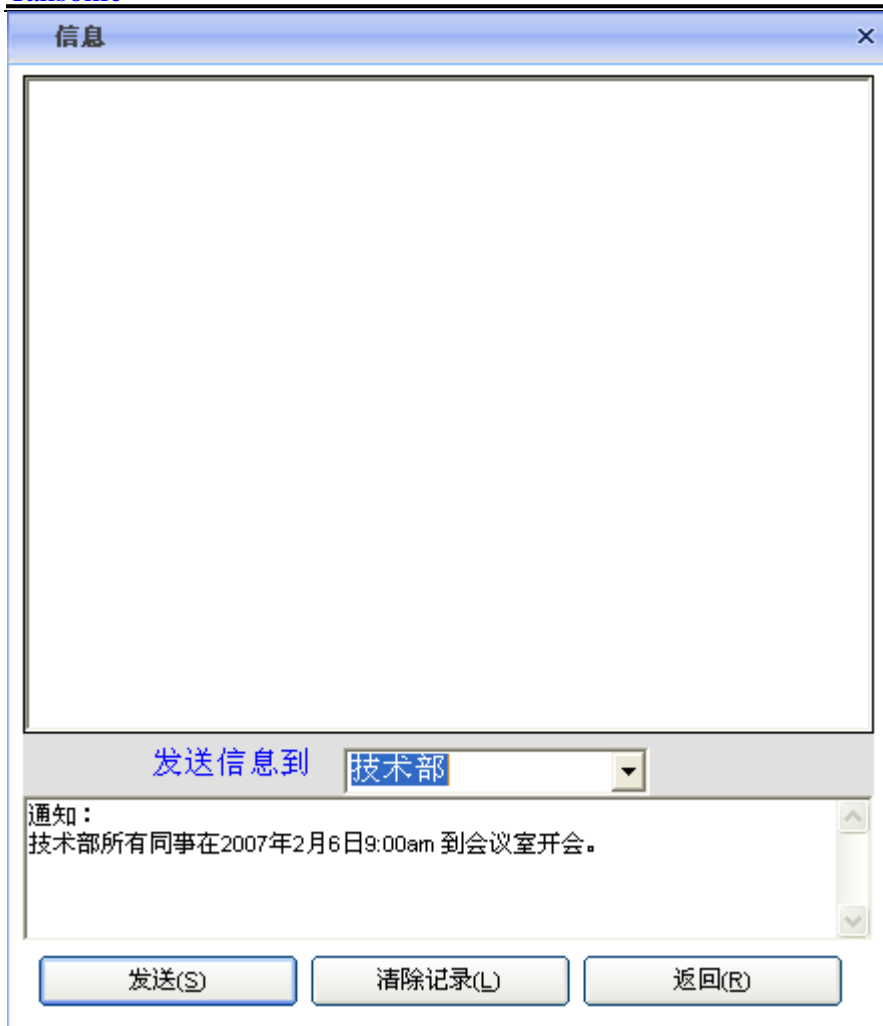 信息
发送信息到 技术部
通知：
技术部所有同事在2007年2月6日9:00am 到会议室开会。
发送(S) 清除记录(L) 返回(R)